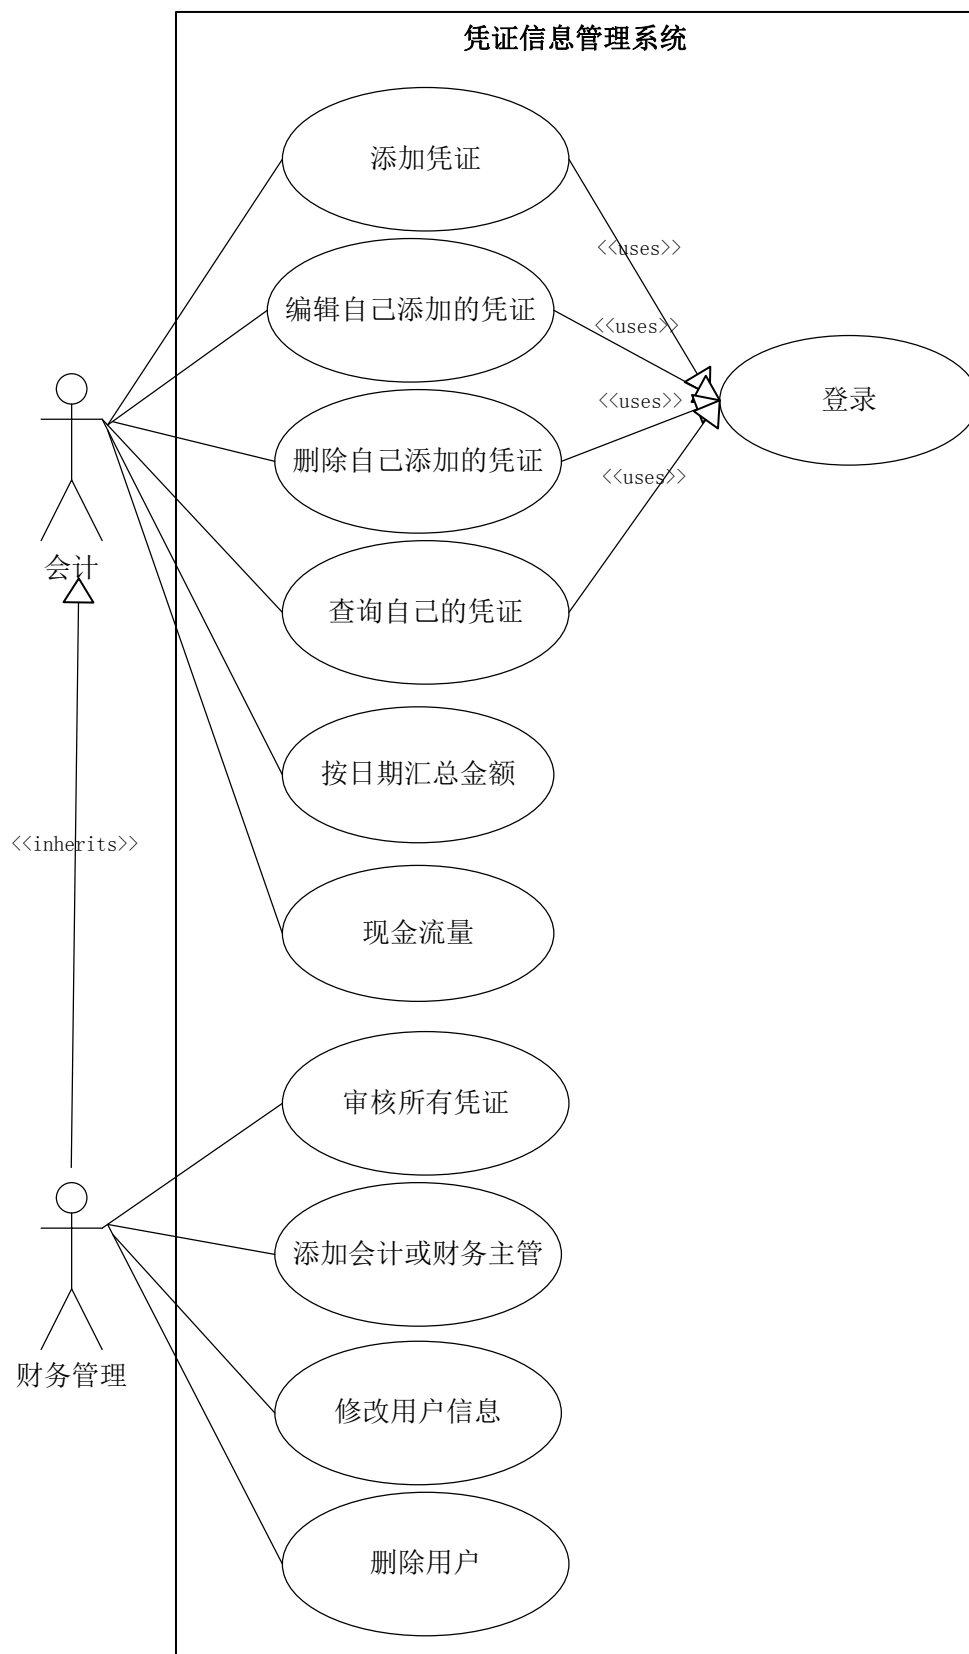 凭证信息管理系统
添加凭证
<<uses>>
编辑自己添加的凭证
<<uses>>
登录
<<uses>>
删除自己添加的凭证
<<uses>>
会计
查询自己的凭证
按日期汇总金额
<<inherits>>
现金流量
审核所有凭证
添加会计或财务主管
财务管理
修改用户信息
删除用户